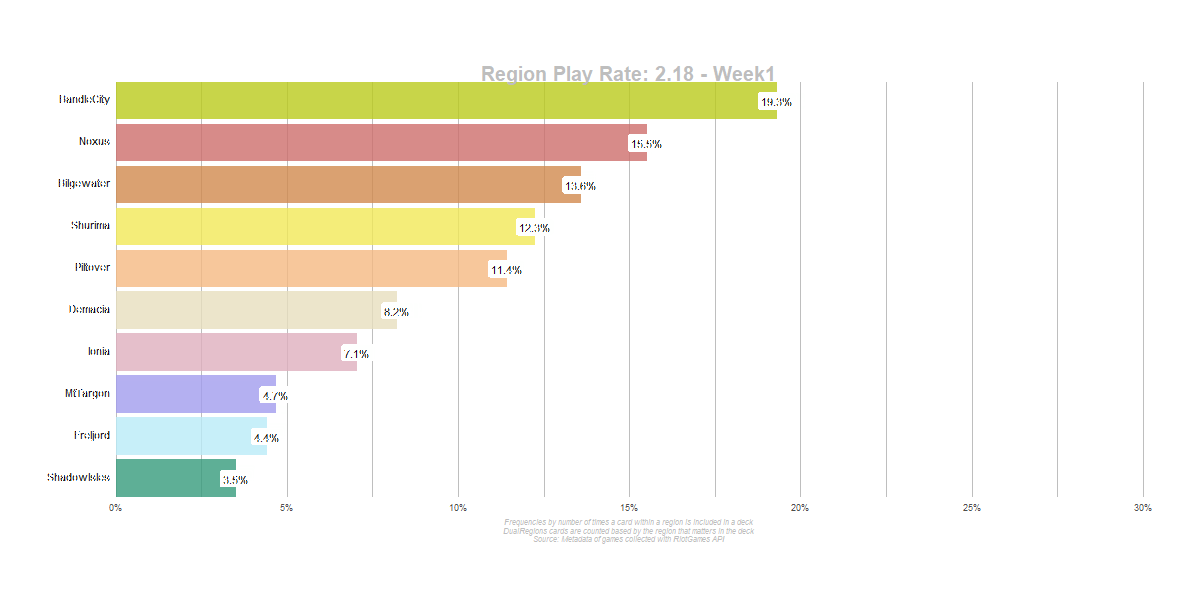 Region Play Rate: 2.18 - Week1
BandleCity
19.3%
Noxus
15.5%
Bilgewater
13.6%
Shurima
12.3%
Piltover
11.4%
Demacia
8.2%
Ionia
7.1%
MtTargon
4.7%
Freljord
4.4%
ShadowIsles
3.5%
0% 5% 10% 15% 20% 25% 30%
Frequencies by number of times a card within a region is included in a deck
DualRegions cards are counted based by the region that matters in the deck
Source: Metadata of games collected with RiotGames API